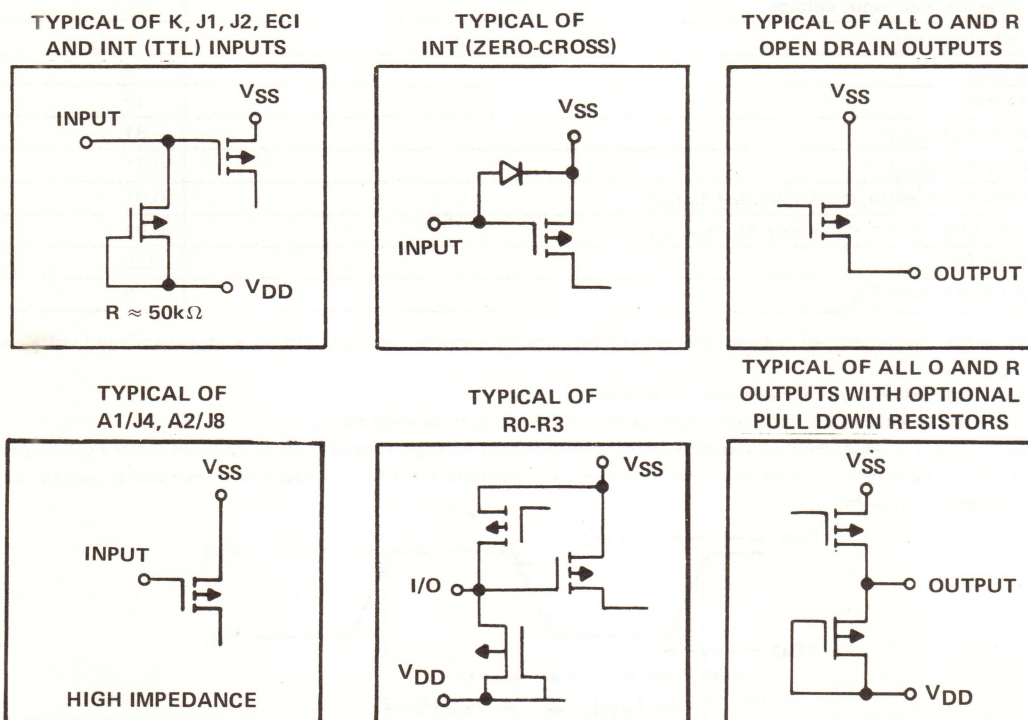 TYPICAL OF K, J1, J2, ECI
AND INT (TTL) INPUTS
INPUT
VSS
VDD
R ≈ 50kΩ
TYPICAL OF
INT (ZERO-CROSS)
VSS
INPUT
TYPICAL OF ALL O AND R
OPEN DRAIN OUTPUTS
VSS
OUTPUT
TYPICAL OF
A1/J4, A2/J8
VSS
INPUT
HIGH IMPEDANCE
TYPICAL OF
R0-R3
VSS
I/O
VDD
TYPICAL OF ALL O AND R
OUTPUTS WITH OPTIONAL
PULL DOWN RESISTORS
VSS
OUTPUT
VDD